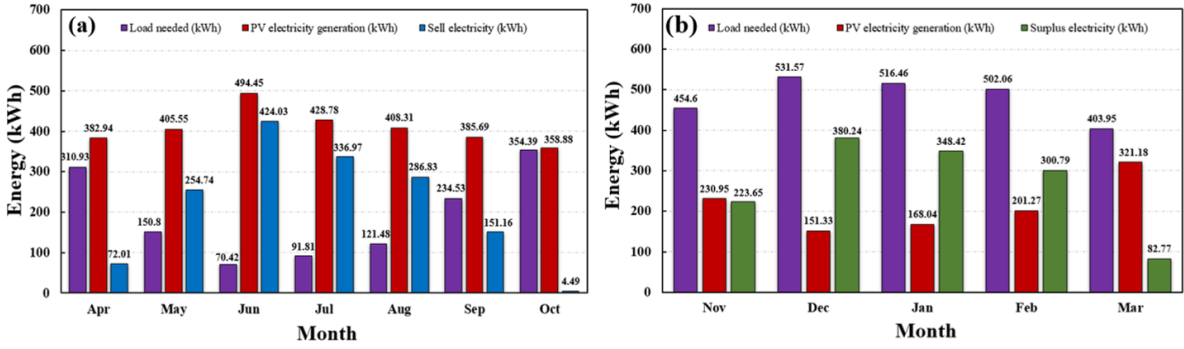 (a)
Load needed (kWh) PV electricity generation (kWh) Sell electricity (kWh)
Energy (kWh)
700
600
500
400
300
200
100
0
310.93 382.94 72.01
150.8 405.55 254.74
70.42 494.45 424.03
91.81 428.78 336.97
121.48 408.31 286.83
234.53 385.69 151.16
354.39 358.88 4.49
Apr May Jun Jul Aug Sep Oct
Month
(b)
Load needed (kWh) PV electricity generation (kWh) Surplus electricity (kWh)
Energy (kWh)
700
600
500
400
300
200
100
0
454.6 230.95 223.65
531.57 151.33 380.24
516.46 168.04 348.42
502.06 201.27 300.79
403.95 321.18 82.77
Nov Dec Jan Feb Mar
Month